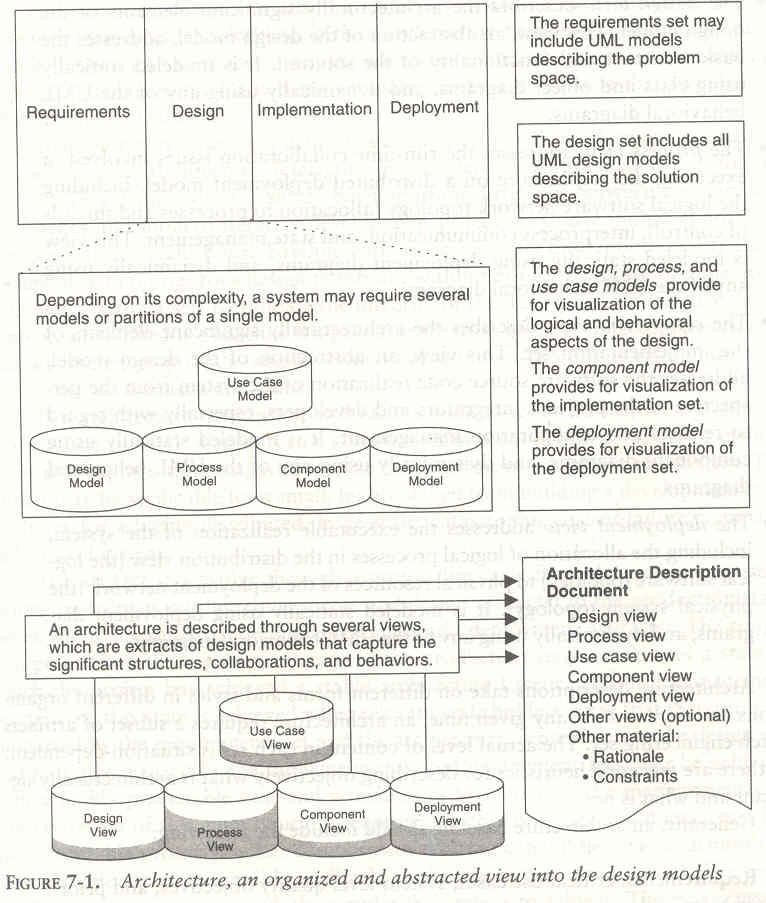 Requirements
Design
Implementation
Deployment
The requirements set may
include UML models
describing the problem
space.
The design set includes all
UML design models
describing the solution
space.
Depending on its complexity, a system may require several
models or partitions of a single model.
Use Case
Model
Design
Model
Process
Model
Component
Model
Deployment
Model
The design, process, and
use case models provide
for visualization of the
logical and behavioral
aspects of the design.
The component model
provides for visualization of
the implementation set.
The deployment model
provides for visualization of
the deployment set.
An architecture is described through several views,
which are extracts of design models that capture the
significant structures, collaborations, and behaviors.
Use Case
View
Design
View
Process
View
Component
View
Deployment
View
Architecture Description
Document
Design view
Process view
Use case view
Component view
Deployment view
Other views (optional)
Other material:
• Rationale
• Constraints
FIGURE 7-1. Architecture, an organized and abstracted view into the design models